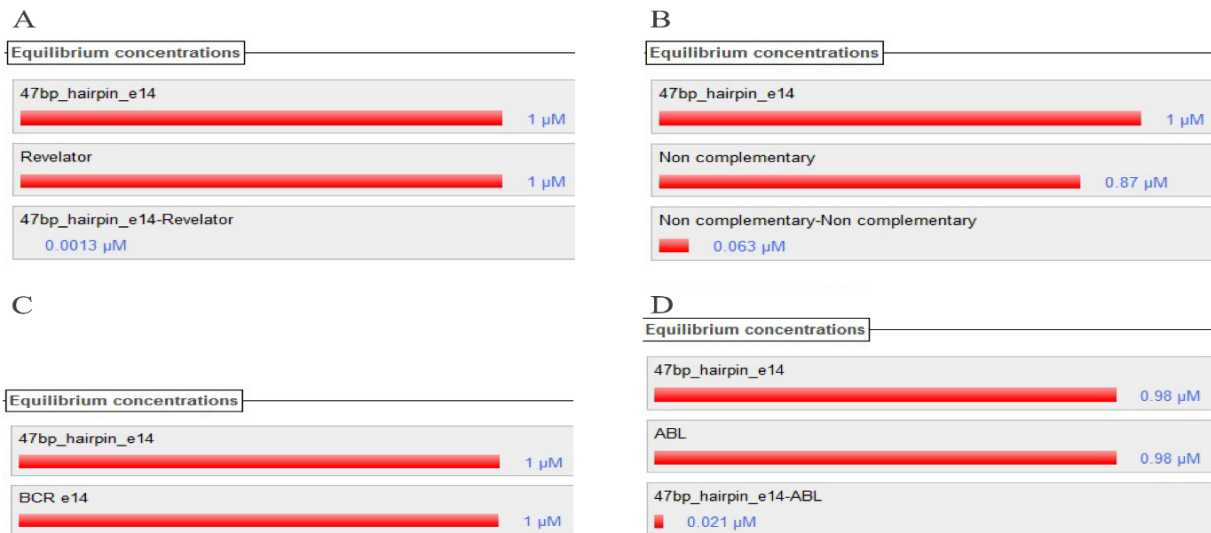 A
Equilibrium concentrations
47bp_hairpin_e14
1 µM
Revelator
1 µM
47bp_hairpin_e14-Revelator
0.0013 µM
B
Equilibrium concentrations
47bp_hairpin_e14
1 µM
Non complementary
0.87 µM
Non complementary-Non complementary
0.063 µM
C
Equilibrium concentrations
47bp_hairpin_e14
1 µM
BCR e14
1 µM
D
Equilibrium concentrations
47bp_hairpin_e14
0.98 µM
ABL
0.98 µM
47bp_hairpin_e14-ABL
0.021 µM